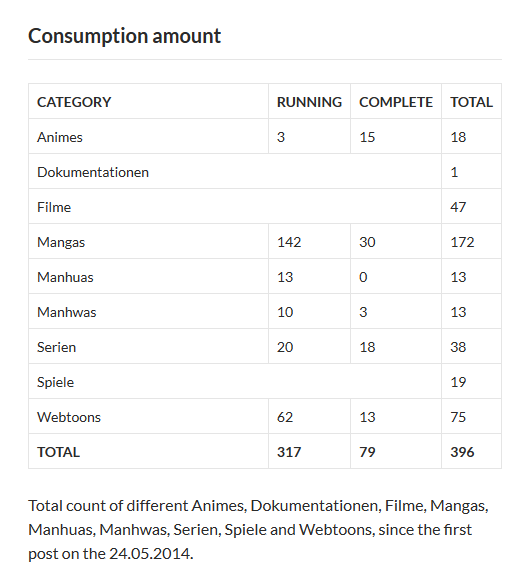 Consumption amount
CATEGORY RUNNING COMPLETE TOTAL
Animes 3 15 18
Dokumentationen 1
Filme 47
Mangas 142 30 172
Manhuas 13 0 13
Manhwas 10 3 13
Serien 20 18 38
Spiele 19
Webtoons 62 13 75
TOTAL 317 79 396
Total count of different Animes, Dokumentationen, Filme, Mangas,
Manhuas, Manhwas, Serien, Spiele and Webtoons, since the first
post on the 24.05.2014.